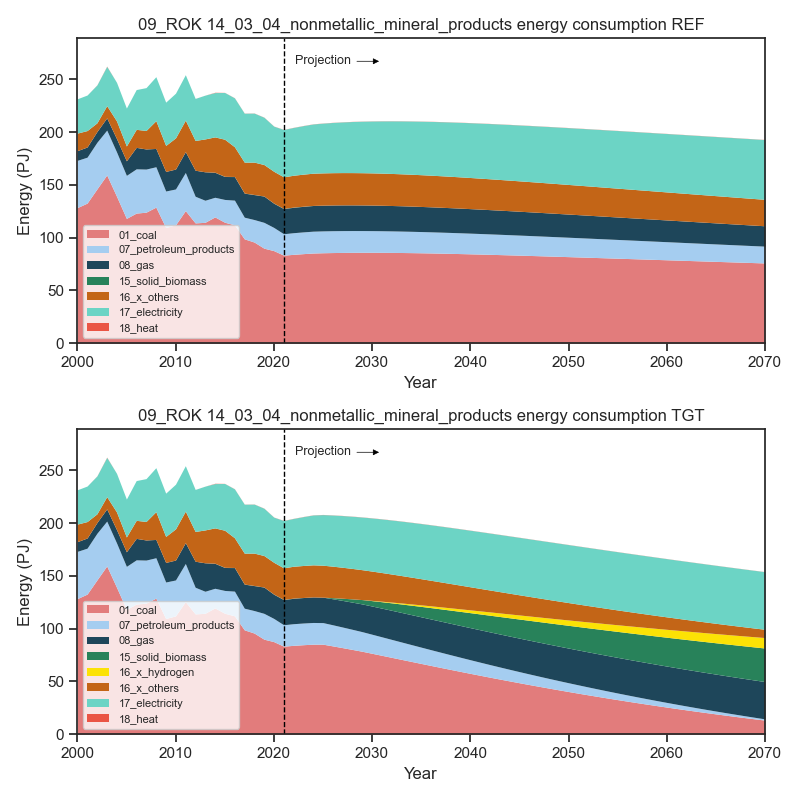 09_ROK 14_03_04_nonmetallic_mineral_products energy consumption REF
Projection
250
200
150
100
50
0
Energy (PJ)
01_coal
07_petroleum_products
08_gas
15_solid_biomass
16_x_others
17_electricity
18_heat
2000 2010 2020 2030 2040 2050 2060 2070
Year
09_ROK 14_03_04_nonmetallic_mineral_products energy consumption TGT
Projection
250
200
150
100
50
0
Energy (PJ)
01_coal
07_petroleum_products
08_gas
15_solid_biomass
16_x_hydrogen
16_x_others
17_electricity
18_heat
2000 2010 2020 2030 2040 2050 2060 2070
Year